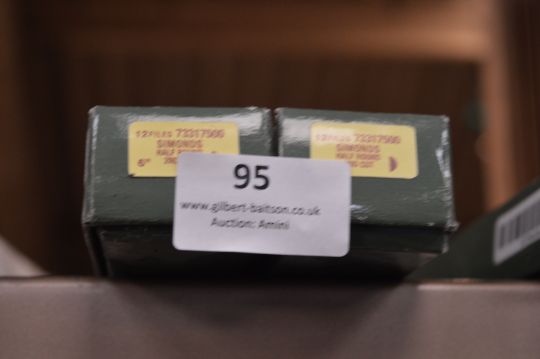 12 FILES 73317500
SIMONDS
HALF ROUND
6"
12 FILES 73317500
SIMONDS
HALF ROUND
CUT
95
www.gilbert-baitson.co.uk
Auction: Amini